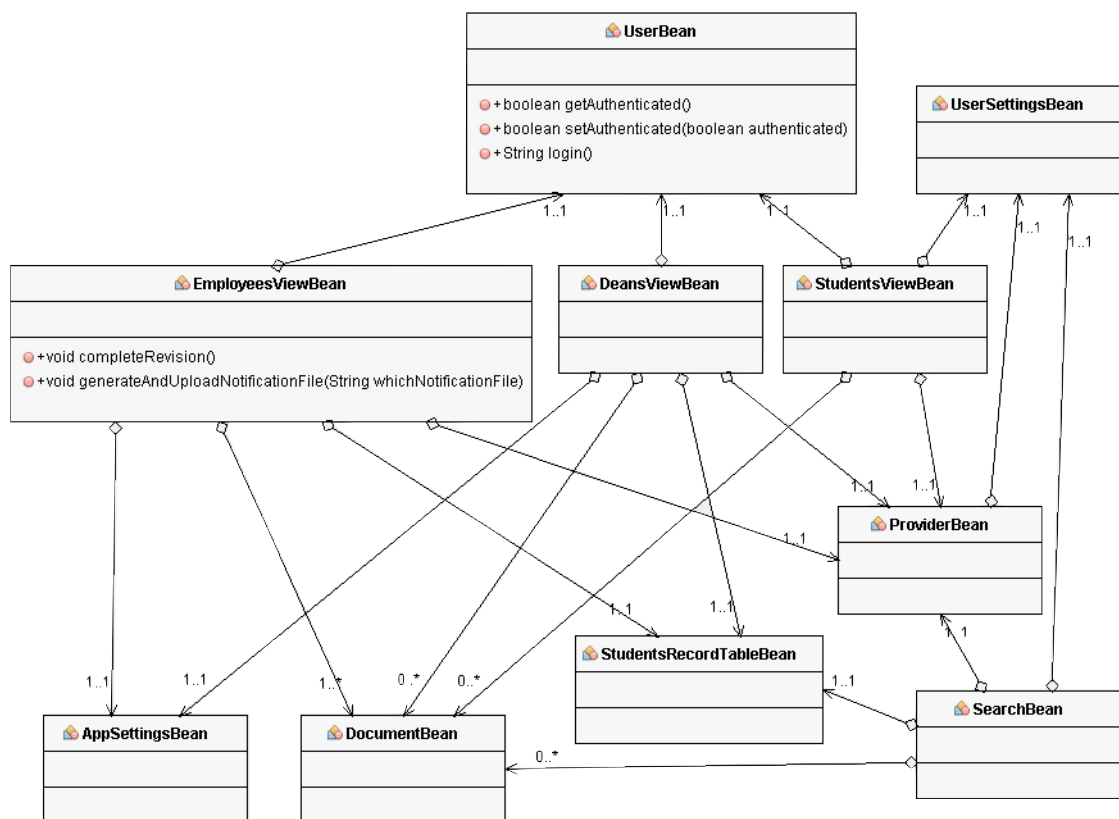 UserBean
+boolean getAuthenticated()
+boolean setAuthenticated(boolean authenticated)
+String login()
UserSettingsBean
1..1
1..1
1..1
1..1
1..1
1..1
EmployeesViewBean
+void completeRevision()
+void generateAndUploadNotificationFile(String whichNotificationFile)
DeansViewBean
StudentsViewBean
1..1
1..1
ProviderBean
1..1
1..1
1..1
1..1
StudentsRecordTableBean
1..1
1..1
1..1
1..*
0..*
0..*
AppSettingsBean
DocumentBean
SearchBean
0..*